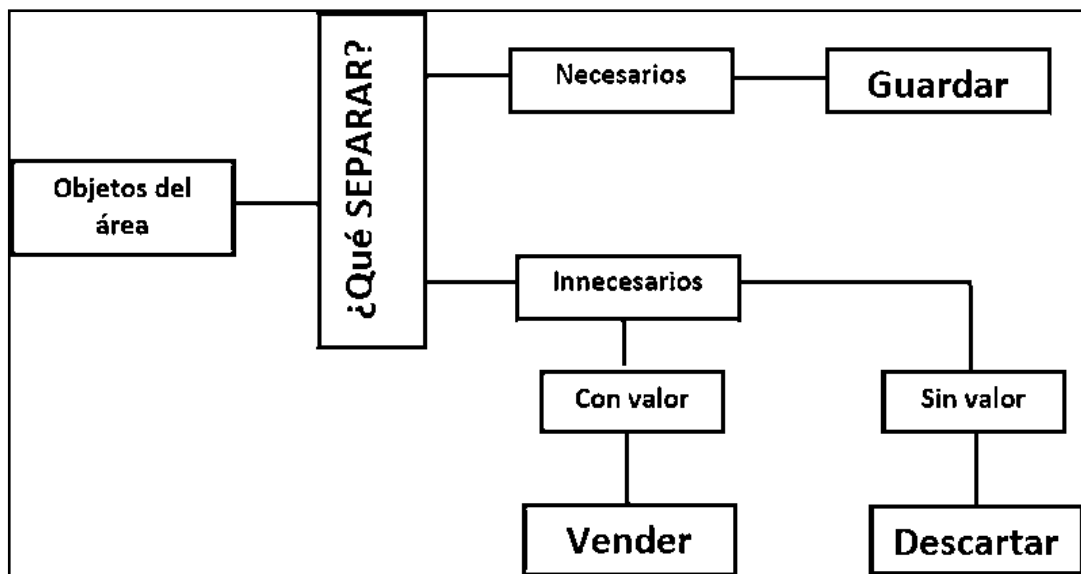 Objetos del
área
¿Qué SEPARAR?
Necesarios
Guardar
Innecesarios
Con valor
Sin valor
Vender
Descartar